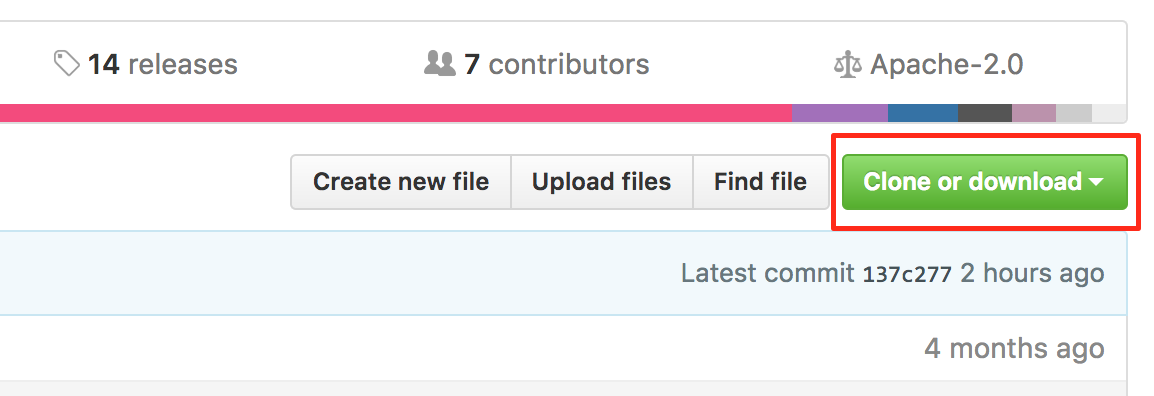 14 releases 7 contributors Apache-2.0
Create new file Upload files Find file Clone or download
Latest commit 137c277 2 hours ago
4 months ago